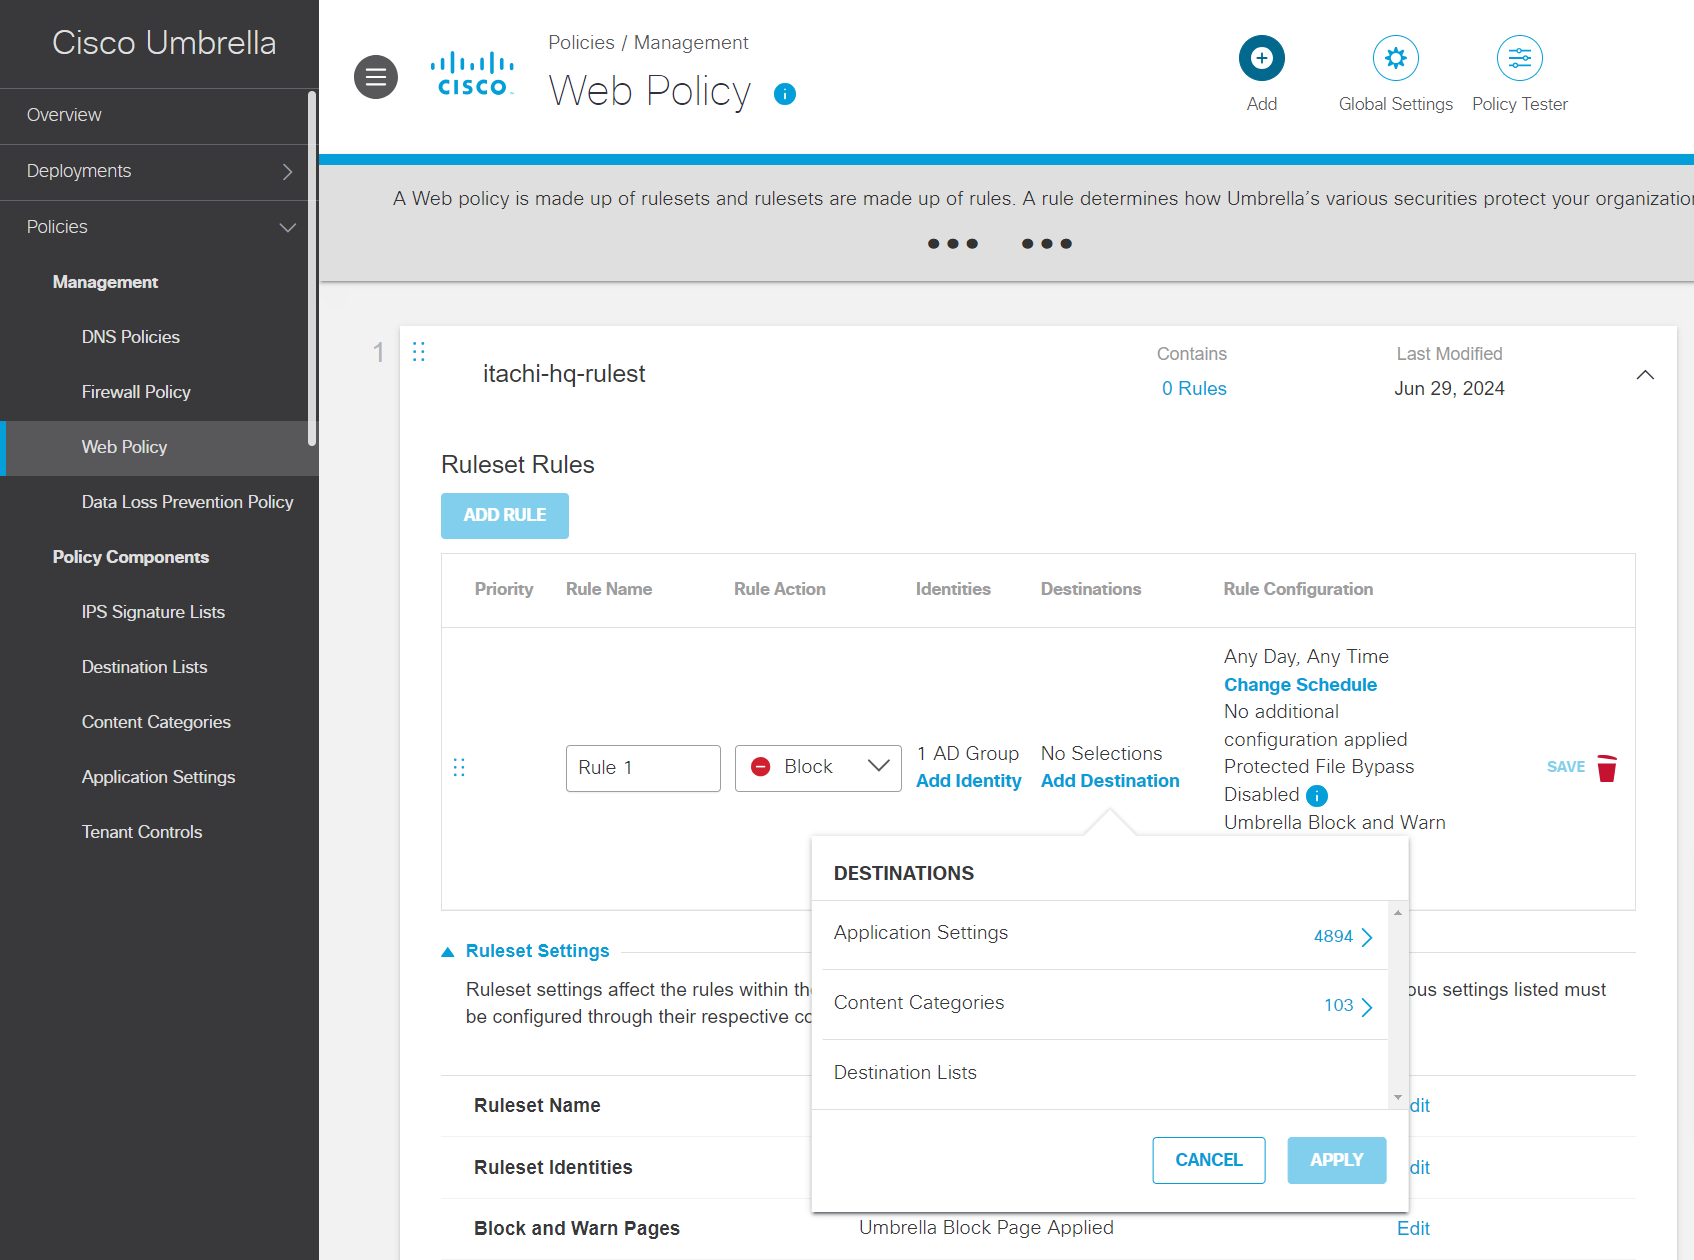 Cisco Umbrella
Overview
Deployments
Policies
Management
DNS Policies
Firewall Policy
Web Policy
Data Loss Prevention Policy
Policy Components
IPS Signature Lists
Destination Lists
Content Categories
Application Settings
Tenant Controls
CISCO
Policies / Management
Web Policy
Add
Global Settings
Policy Tester
A Web policy is made up of rulesets and rulesets are made up of rules. A rule determines how Umbrella's various securities protect your organizatio
1
itachi-hq-rulest
Contains
0 Rules
Last Modified
Jun 29, 2024
Ruleset Rules
ADD RULE
Priority Rule Name Rule Action Identities Destinations Rule Configuration
Rule 1
Block
1 AD Group
Add Identity
No Selections
Add Destination
Any Day, Any Time
Change Schedule
No additional
configuration applied
Protected File Bypass
Disabled
Umbrella Block and Warn
SAVE
DESTINATIONS
Application Settings 4894
Content Categories 103
Destination Lists
CANCEL
APPLY
Ruleset Settings
Ruleset settings affect the rules within th ous settings listed must
be configured through their respective co
Ruleset Name dit
Ruleset Identities dit
Block and Warn Pages Umbrella Block Page Applied Edit